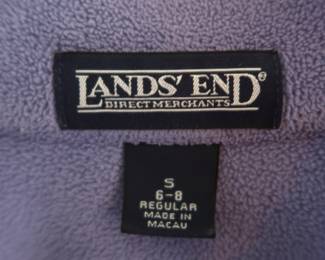 LANDS' END®
DIRECT MERCHANTS
S
6-8
REGULAR
MADE IN
MACAU